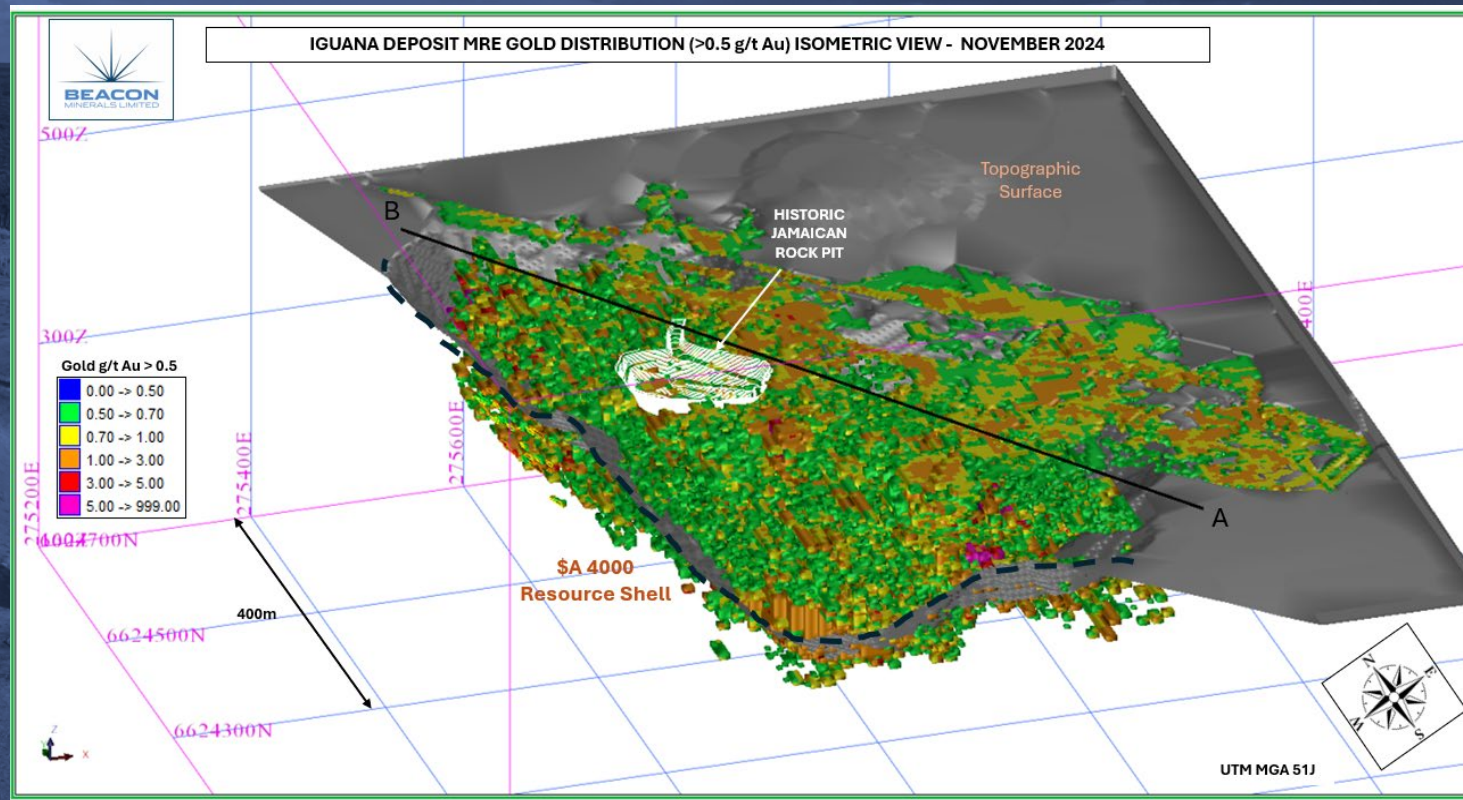 IGUANA DEPOSIT MRE GOLD DISTRIBUTION (>0.5 g/t Au) ISOMETRIC VIEW - NOVEMBER 2024
BEACON
MINERALS LIMITED
500Z
Topographic
Surface
B
HISTORIC
JAMAICAN
ROCK PIT
300Z
400E
Gold g/t Au > 0.5
0.00 -> 0.50
0.50 -> 0.70
0.70 -> 1.00
1.00 -> 3.00
3.00 -> 5.00
5.00 -> 999.00
275200E
275400E
275600E
A
$A 4000
Resource Shell
400m
6624500N
6624300N
N
E
W
S
Z
X
UTM MGA 51J